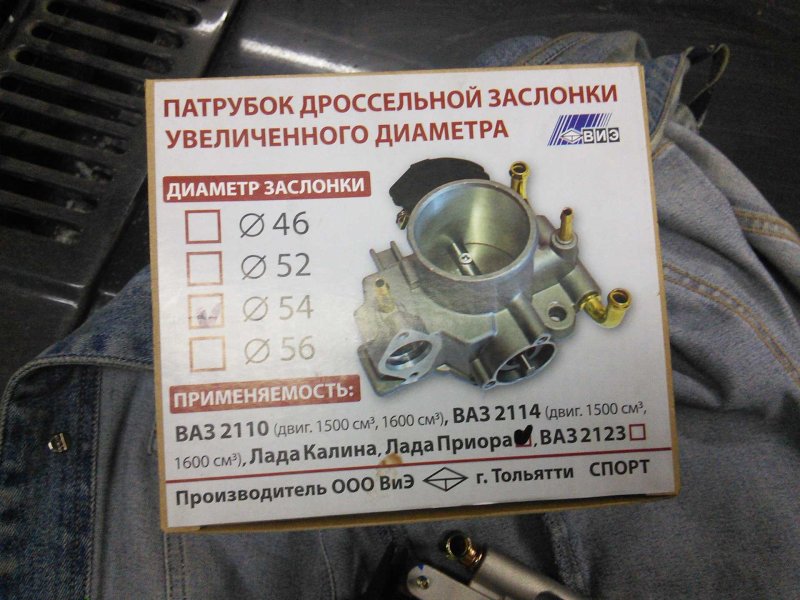 ПАТРУБОК ДРОССЕЛЬНОЙ ЗАСЛОНКИ
УВЕЛИЧЕННОГО ДИАМЕТРА
ВИЭ
ДИАМЕТР ЗАСЛОНКИ
∅ 46
∅ 52
∅ 54
∅ 56
ПРИМЕНЯЕМОСТЬ:
ВАЗ 2110 (двиг. 1500 см³, 1600 см³), ВАЗ 2114 (двиг. 1500 см³,
1600 см³), Лада Калина, Лада Приора, ВАЗ 2123
Производитель ООО ВиЭ г. Тольятти СПОРТ